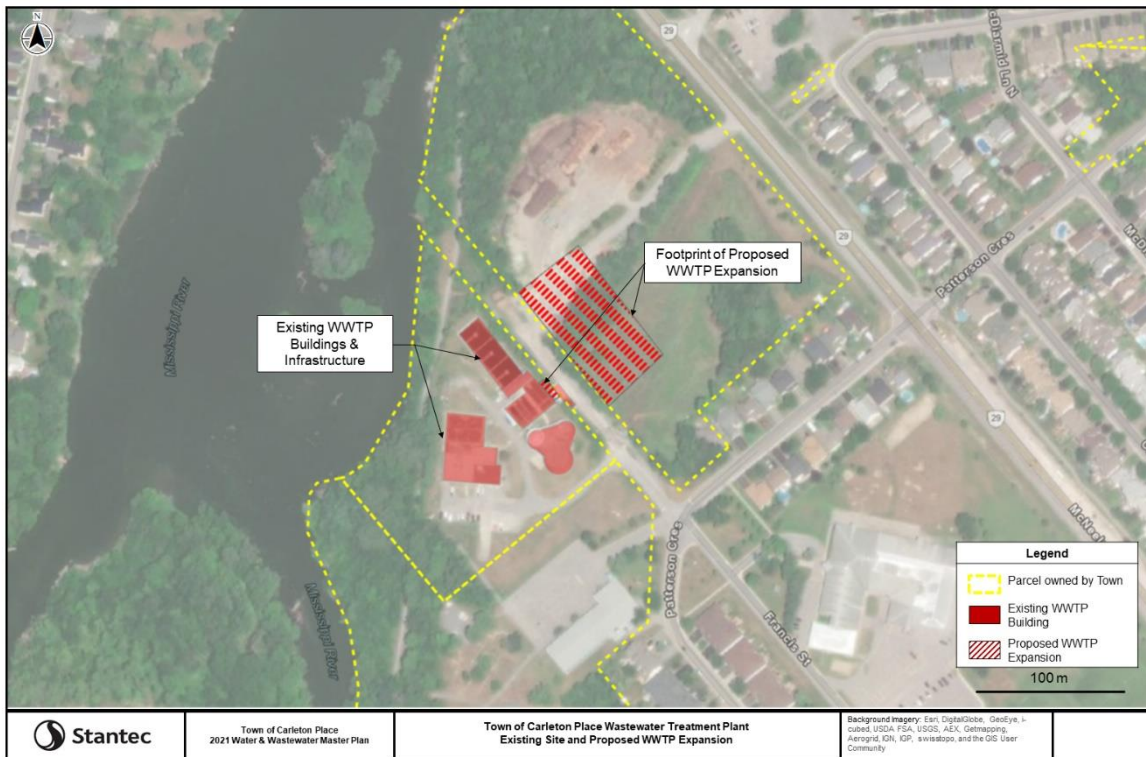 N
29
McDiarmid Ln N
Mississippi River
Footprint of Proposed
WWTP Expansion
29
Patterson Cres
Existing WWTP
Buildings &
Infrastructure
29
Mississippi River
Patterson Cres
Francis St
Legend
Parcel owned by Town
Existing WWTP
Building
Proposed WWTP
Expansion
100 m
Stantec
Town of Carleton Place
2021 Water & Wastewater Master Plan
Town of Carleton Place Wastewater Treatment Plant
Existing Site and Proposed WWTP Expansion
Background Imagery: Esri, DigitalGlobe, GeoEye, i-
cubed, USDA FSA, USGS, AEX, Getmapping,
Aerogrid, IGN, IGP, swisstopo, and the GIS User
Community